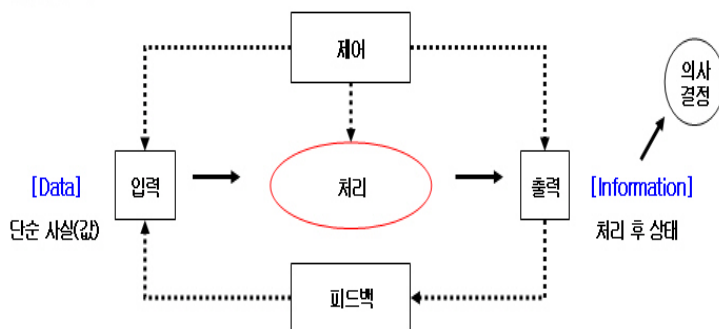 제어
의사
결정
[Data]
입력
처리
출력
[Information]
단순 사실(값)
처리 후 상태
피드백